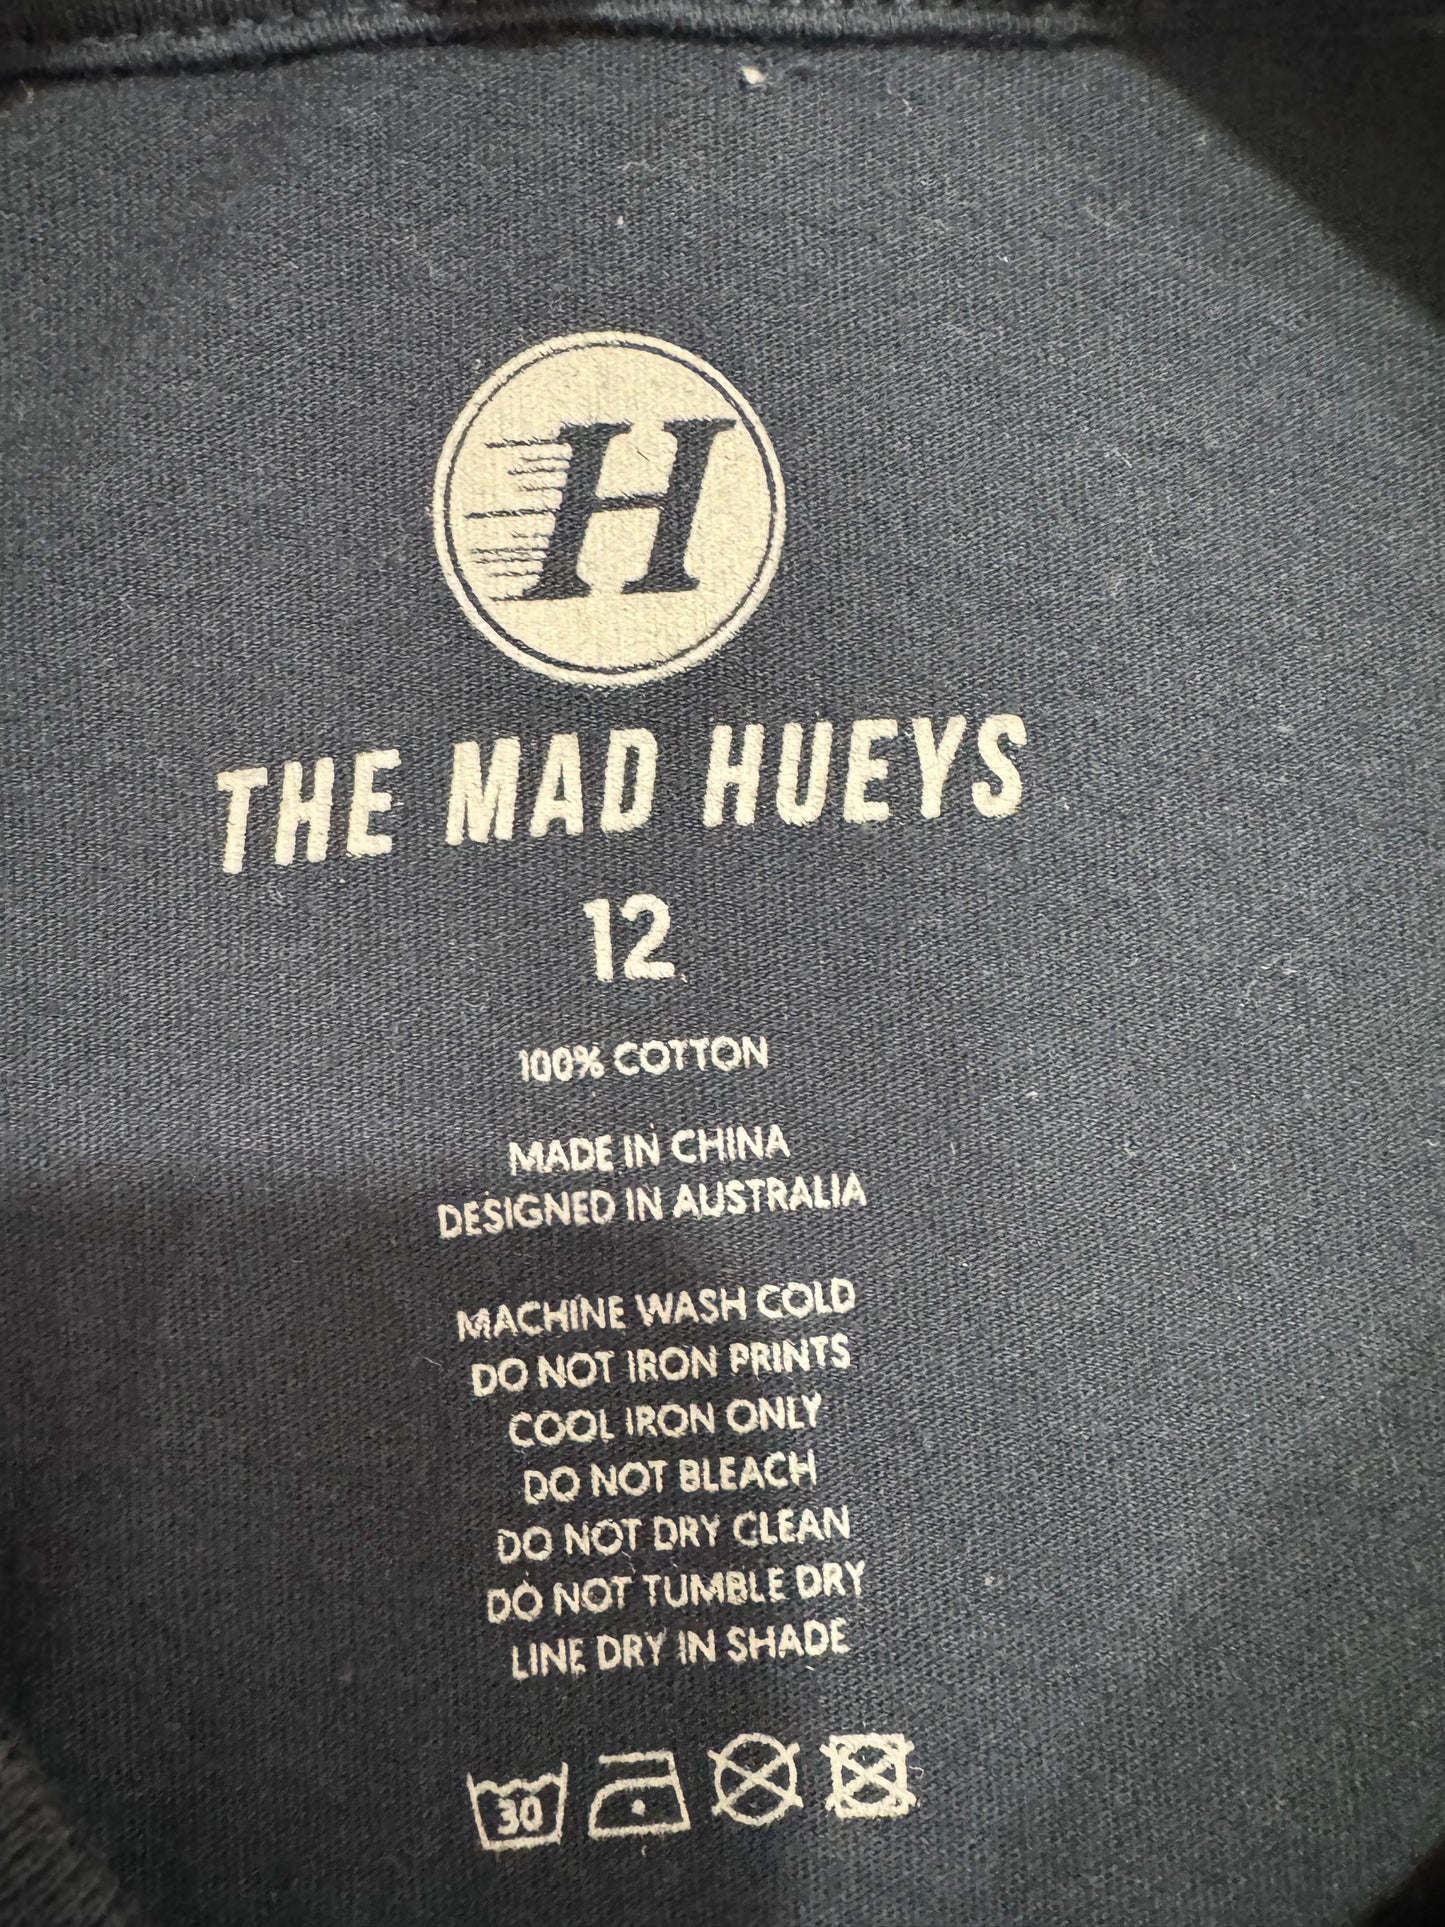 H
THE MAD HUEYS
12
100% COTTON
MADE IN CHINA
DESIGNED IN AUSTRALIA
MACHINE WASH COLD
DO NOT IRON PRINTS
COOL IRON ONLY
DO NOT BLEACH
DO NOT DRY CLEAN
DO NOT TUMBLE DRY
LINE DRY IN SHADE
30